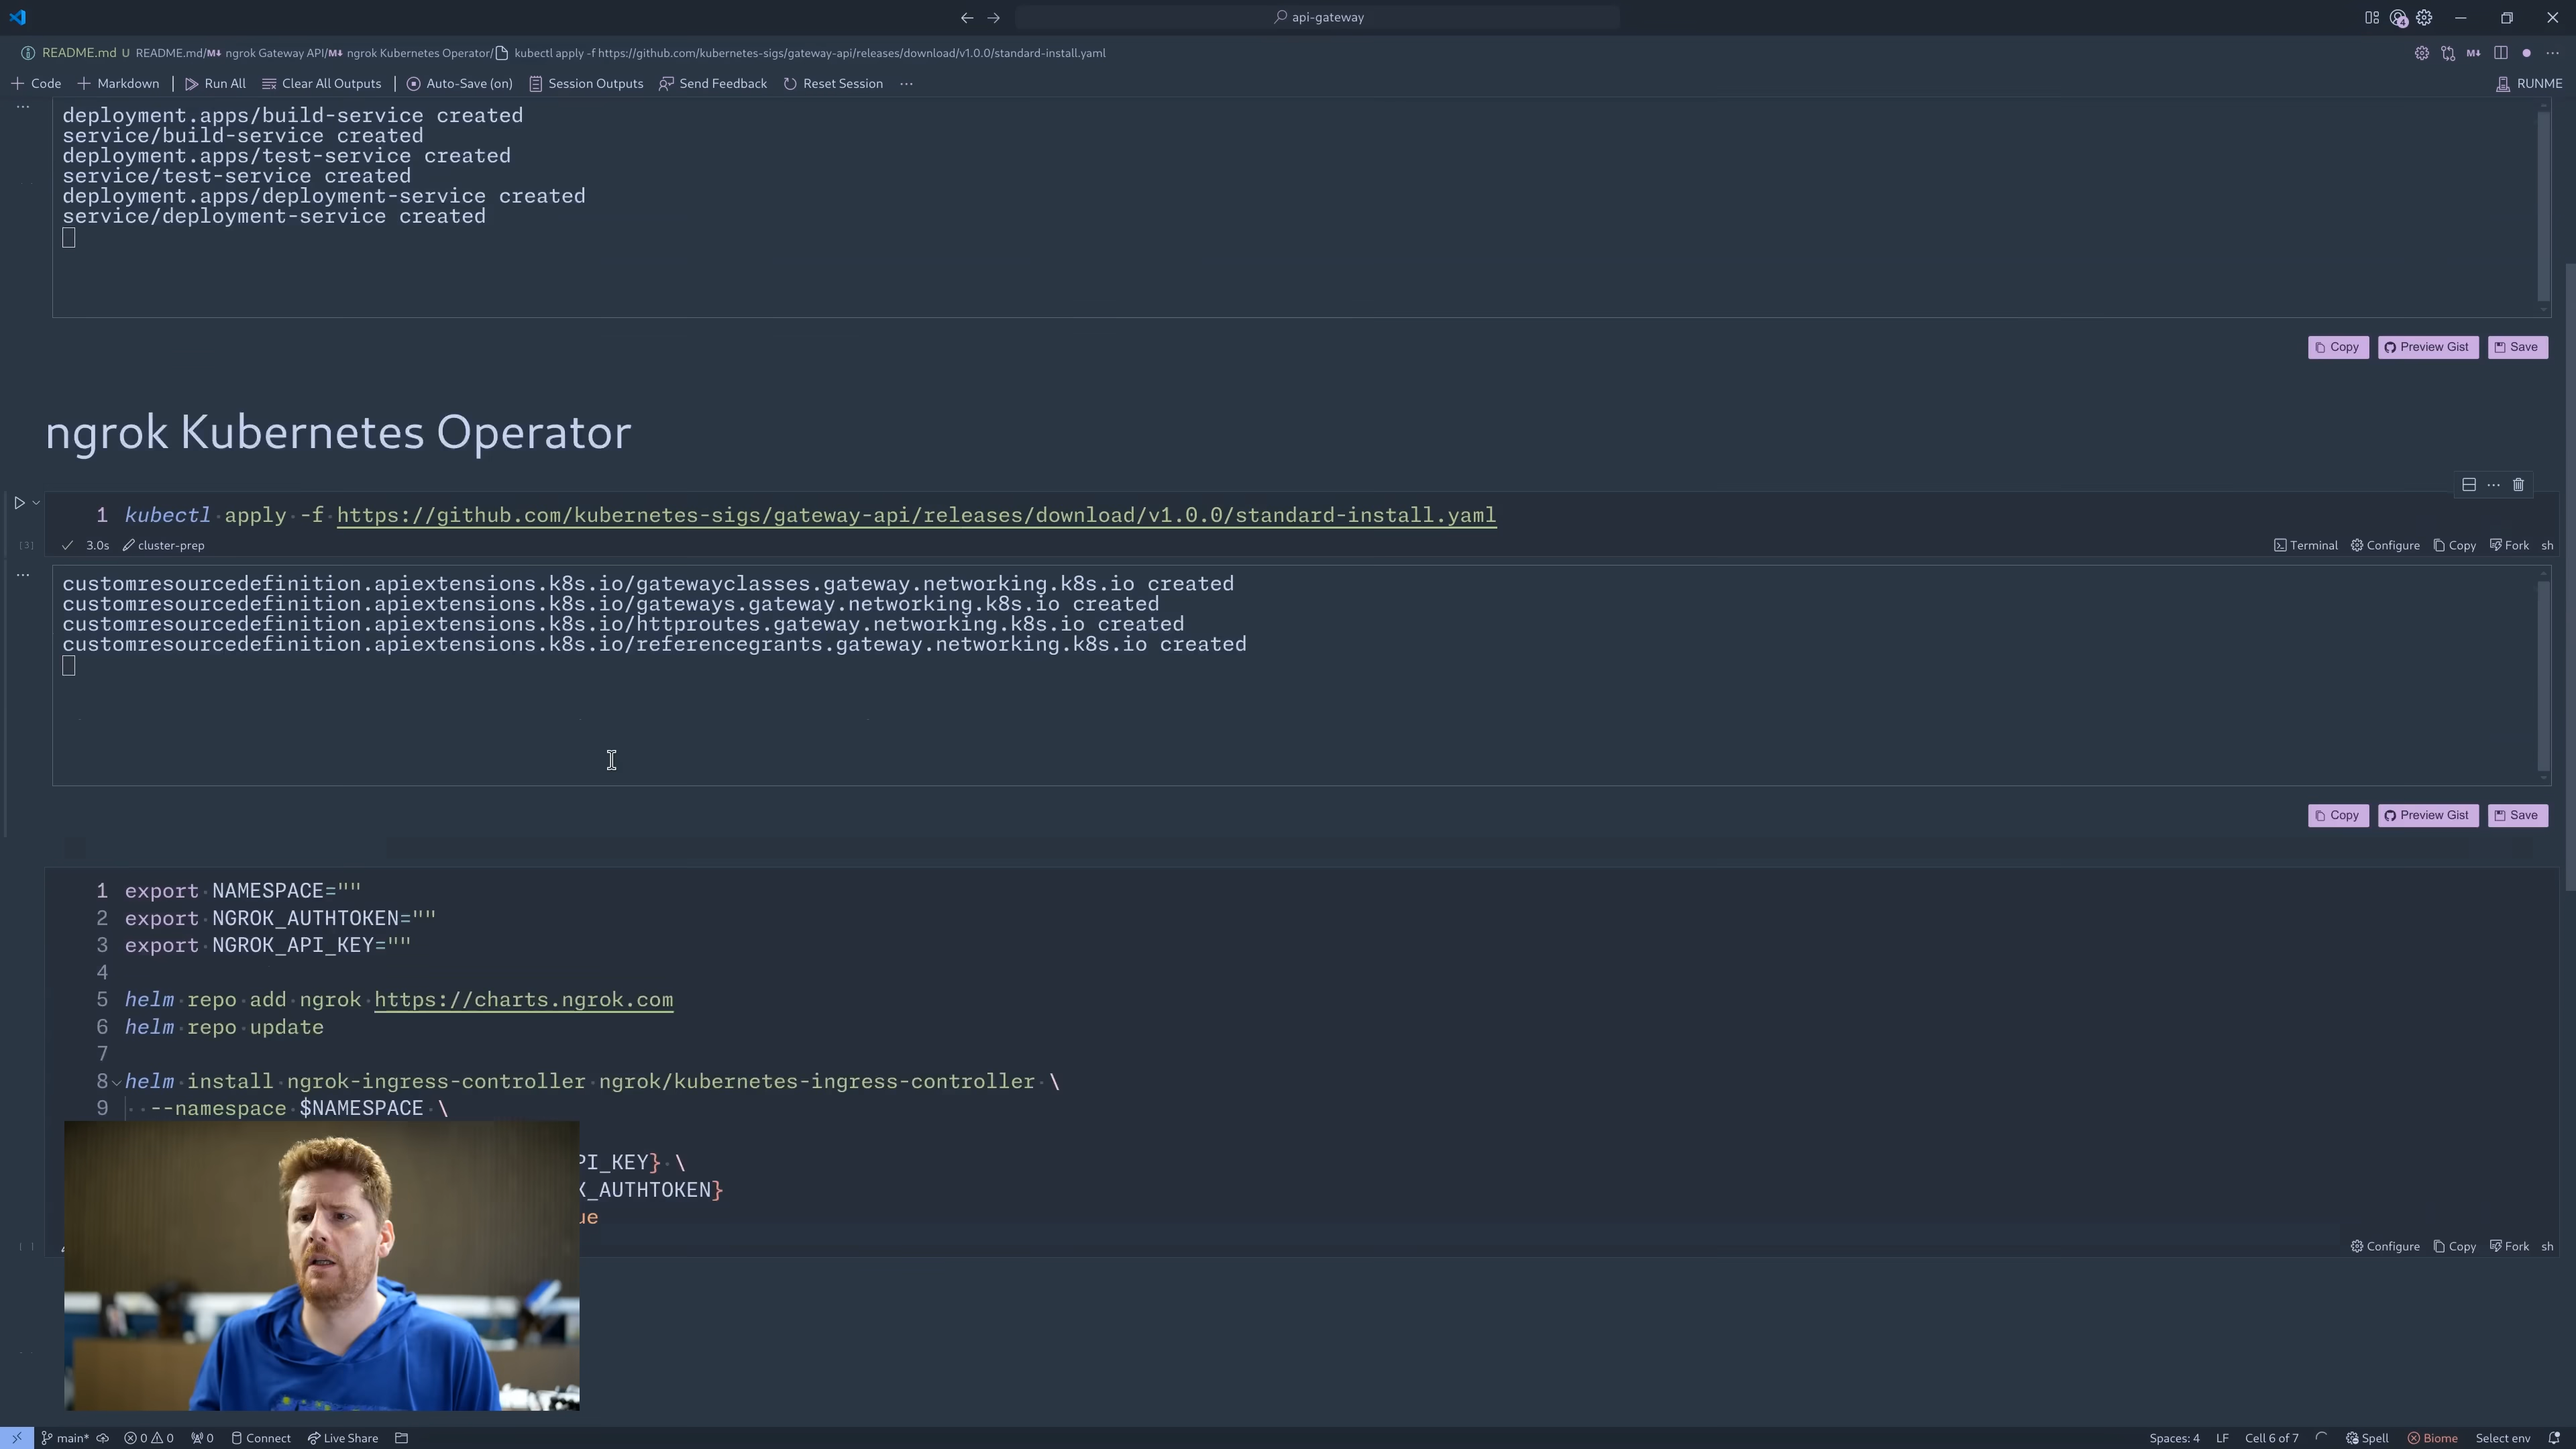 api-gateway
README.md U README.md/M↓ ngrok Gateway API/M↓ ngrok Kubernetes Operator/ kubectl apply -f https://github.com/kubernetes-sigs/gateway-api/releases/download/v1.0.0/standard-install.yaml
Code Markdown Run All Clear All Outputs Auto-Save (on) Session Outputs Send Feedback Reset Session ... RUNME
deployment.apps/build-service created
service/build-service created
deployment.apps/test-service created
service/test-service created
deployment.apps/deployment-service created
service/deployment-service created
Copy Preview Gist Save
ngrok Kubernetes Operator
1 kubectl apply -f https://github.com/kubernetes-sigs/gateway-api/releases/download/v1.0.0/standard-install.yaml
[3] 3.0s cluster-prep Terminal Configure Copy Fork sh
customresourcedefinition.apiextensions.k8s.io/gatewayclasses.gateway.networking.k8s.io created
customresourcedefinition.apiextensions.k8s.io/gateways.gateway.networking.k8s.io created
customresourcedefinition.apiextensions.k8s.io/httproutes.gateway.networking.k8s.io created
customresourcedefinition.apiextensions.k8s.io/referencegrants.gateway.networking.k8s.io created
Copy Preview Gist Save
1 export NAMESPACE=""
2 export NGROK_AUTHTOKEN=""
3 export NGROK_API_KEY=""
4
5 helm repo add ngrok https://charts.ngrok.com
6 helm repo update
7
8 helm install ngrok-ingress-controller ngrok/kubernetes-ingress-controller \
9 --namespace $NAMESPACE \
PI_KEY} \
K_AUTHTOKEN}
ue
[ ] Configure Copy Fork sh
main* 0 0 0 Connect Live Share Spaces: 4 LF Cell 6 of 7 Spell Biome Select env